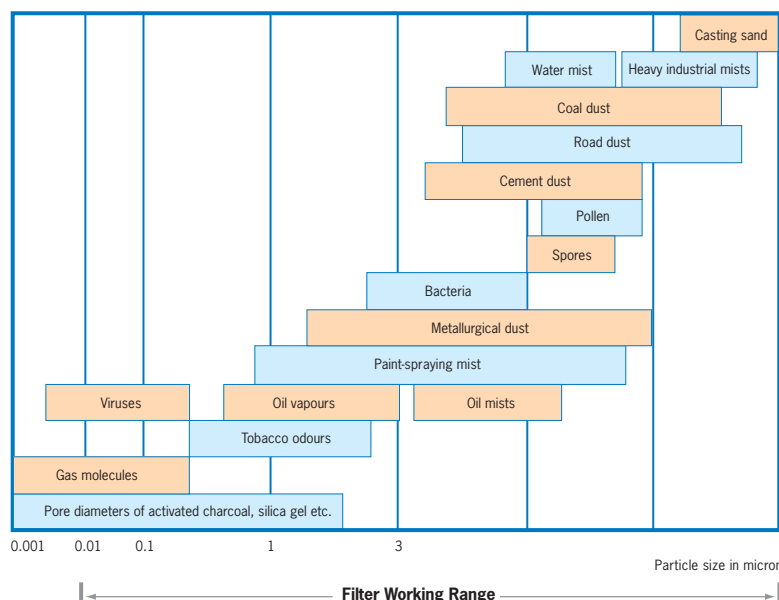 Casting sand
Water mist
Heavy industrial mists
Coal dust
Road dust
Cement dust
Pollen
Spores
Bacteria
Metallurgical dust
Paint-spraying mist
Viruses
Oil vapours
Oil mists
Tobacco odours
Gas molecules
Pore diameters of activated charcoal, silica gel etc.
0.001 0.01 0.1 1 3
Particle size in micron
Filter Working Range